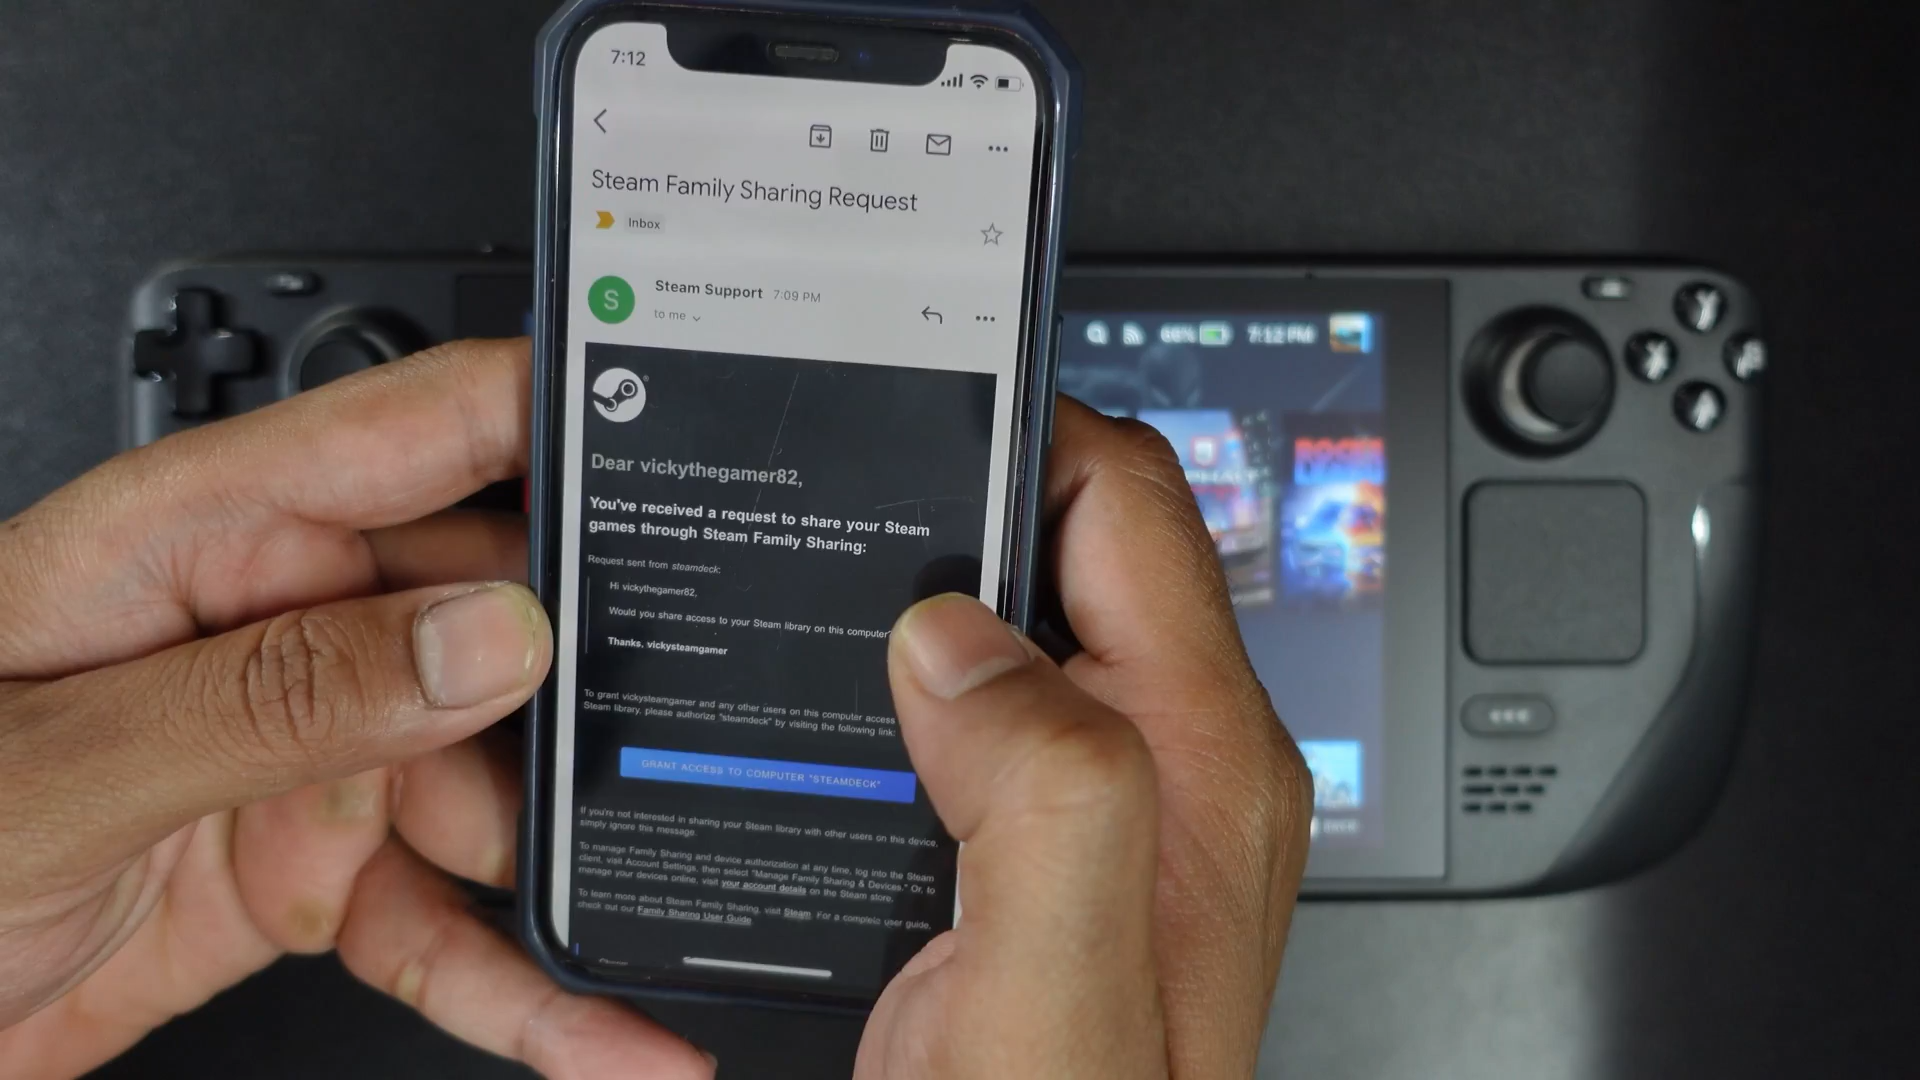 7:12
Steam Family Sharing Request
Inbox
S
Steam Support 7:09 PM
to me
Dear vickythegamer82,
You've received a request to share your Steam
games through Steam Family Sharing:
Request sent from steamdeck:
Hi vickythegamer82,
Would you share access to your Steam library on this computer?
Thanks, vickysteamgamer
To grant vickysteamgamer and any other users on this computer access
Steam library, please authorize "steamdeck" by visiting the following link:
GRANT ACCESS TO COMPUTER "STEAMDECK"
If you're not interested in sharing your Steam library with other users on this device,
simply ignore this message.
To manage Family Sharing and device authorization at any time, log into the Steam
client, visit Account Settings, then select "Manage Family Sharing & Devices." Or, to
manage your devices online, visit your account details on the Steam store.
To learn more about Steam Family Sharing, visit Steam. For a complete user guide,
check out our Family Sharing User Guide.
7:12 PM
Y
X
B
A